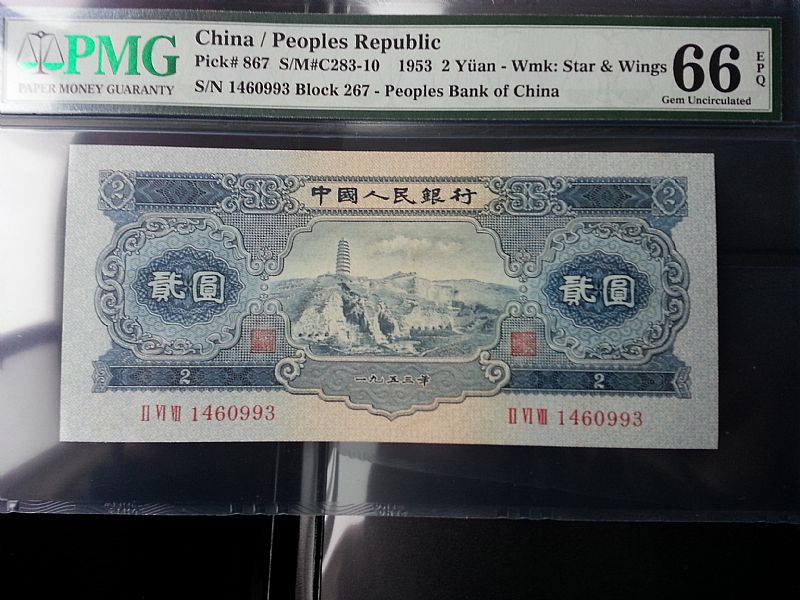 PMG
PAPER MONEY GUARANTY
China / Peoples Republic
Pick# 867 S/M#C283-10 1953 2 Yüan - Wmk: Star & Wings
S/N 1460993 Block 267 - Peoples Bank of China
66 EPQ
Gem Uncirculated
中國人民銀行
2 2
貳圓 貳圓
2 2
一九五三年
II VI VII 1460993 II VI VII 1460993